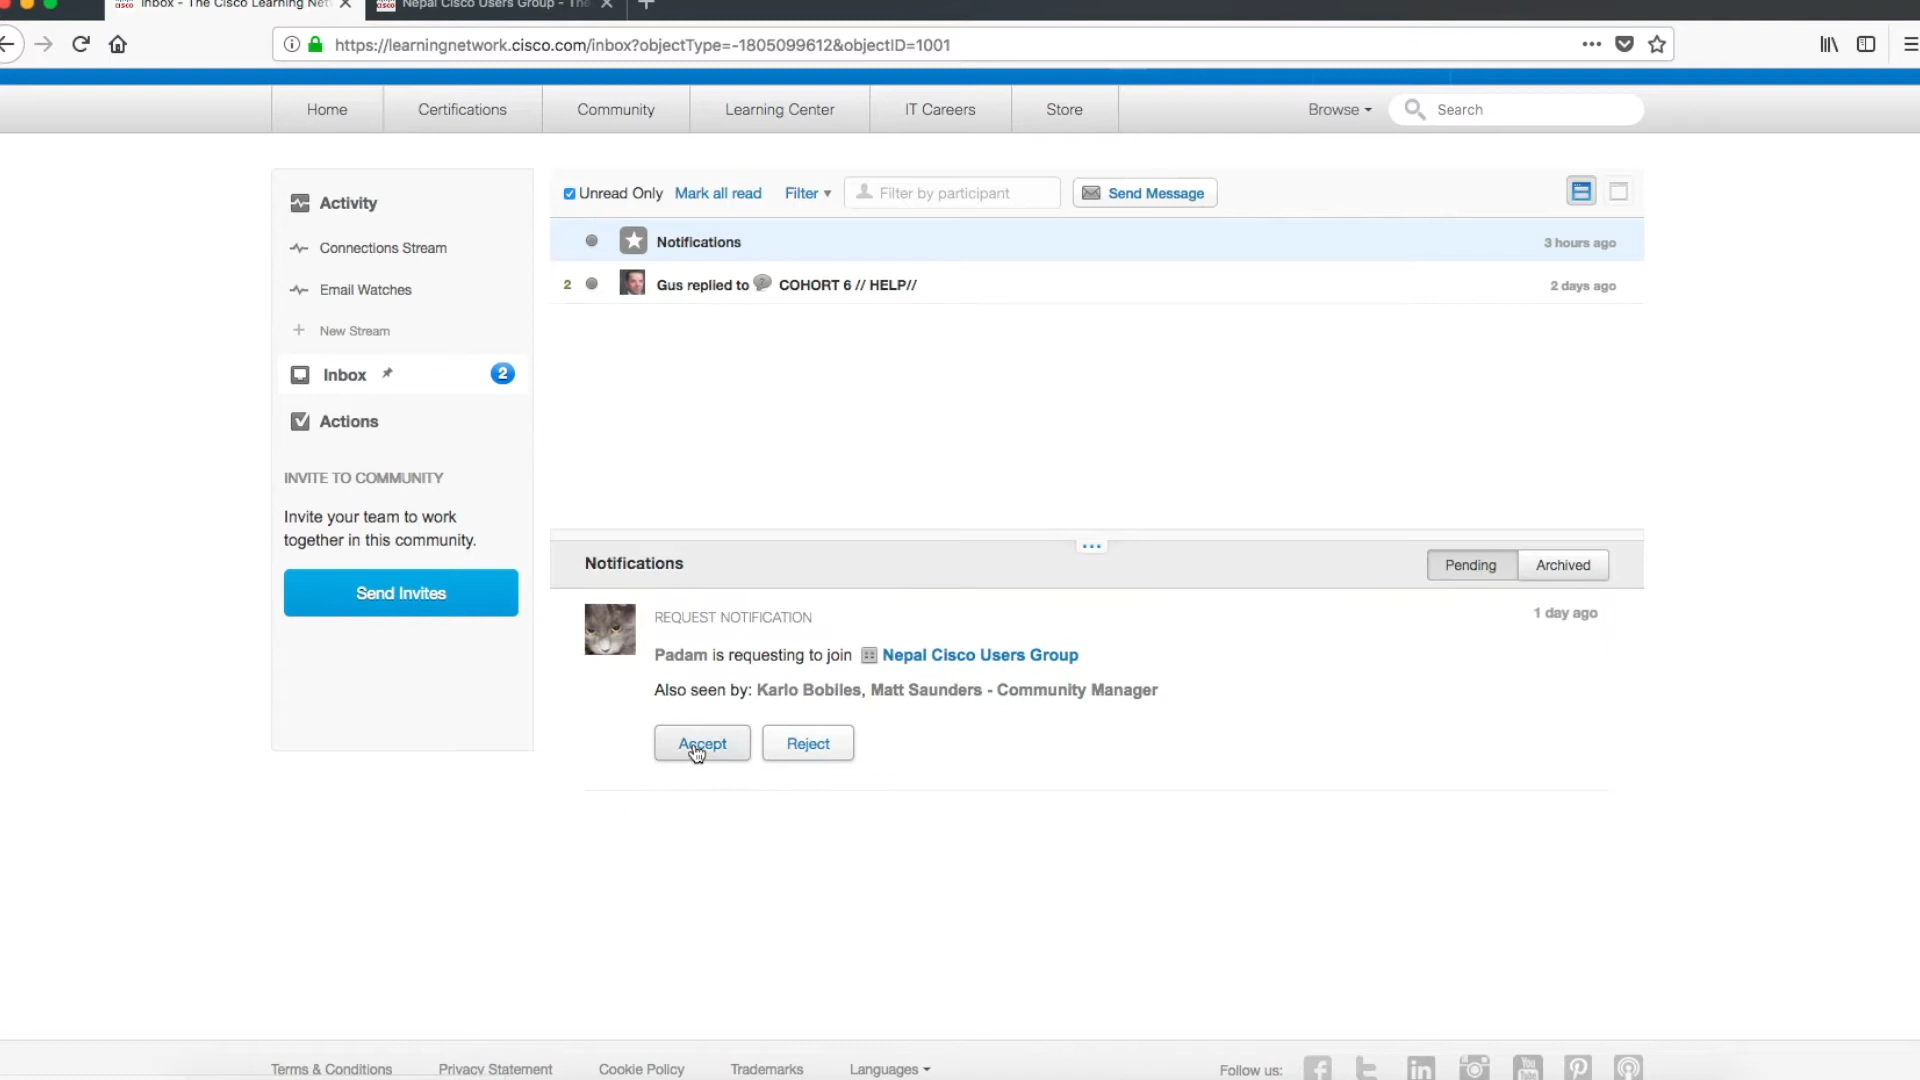 Inbox - The Cisco Learning Net
Nepal Cisco Users Group - The
https://learningnetwork.cisco.com/inbox?objectType=-1805099612&objectID=1001
Home
Certifications
Community
Learning Center
IT Careers
Store
Browse
Search
Activity
Connections Stream
Email Watches
New Stream
Inbox
2
Actions
INVITE TO COMMUNITY
Invite your team to work
together in this community.
Send Invites
Unread Only
Mark all read
Filter
Filter by participant
Send Message
Notifications
3 hours ago
2
Gus replied to COHORT 6 // HELP//
2 days ago
Notifications
Pending
Archived
REQUEST NOTIFICATION
1 day ago
Padam is requesting to join Nepal Cisco Users Group
Also seen by: Karlo Bobiles, Matt Saunders - Community Manager
Accept
Reject
Terms & Conditions
Privacy Statement
Cookie Policy
Trademarks
Languages
Follow us: